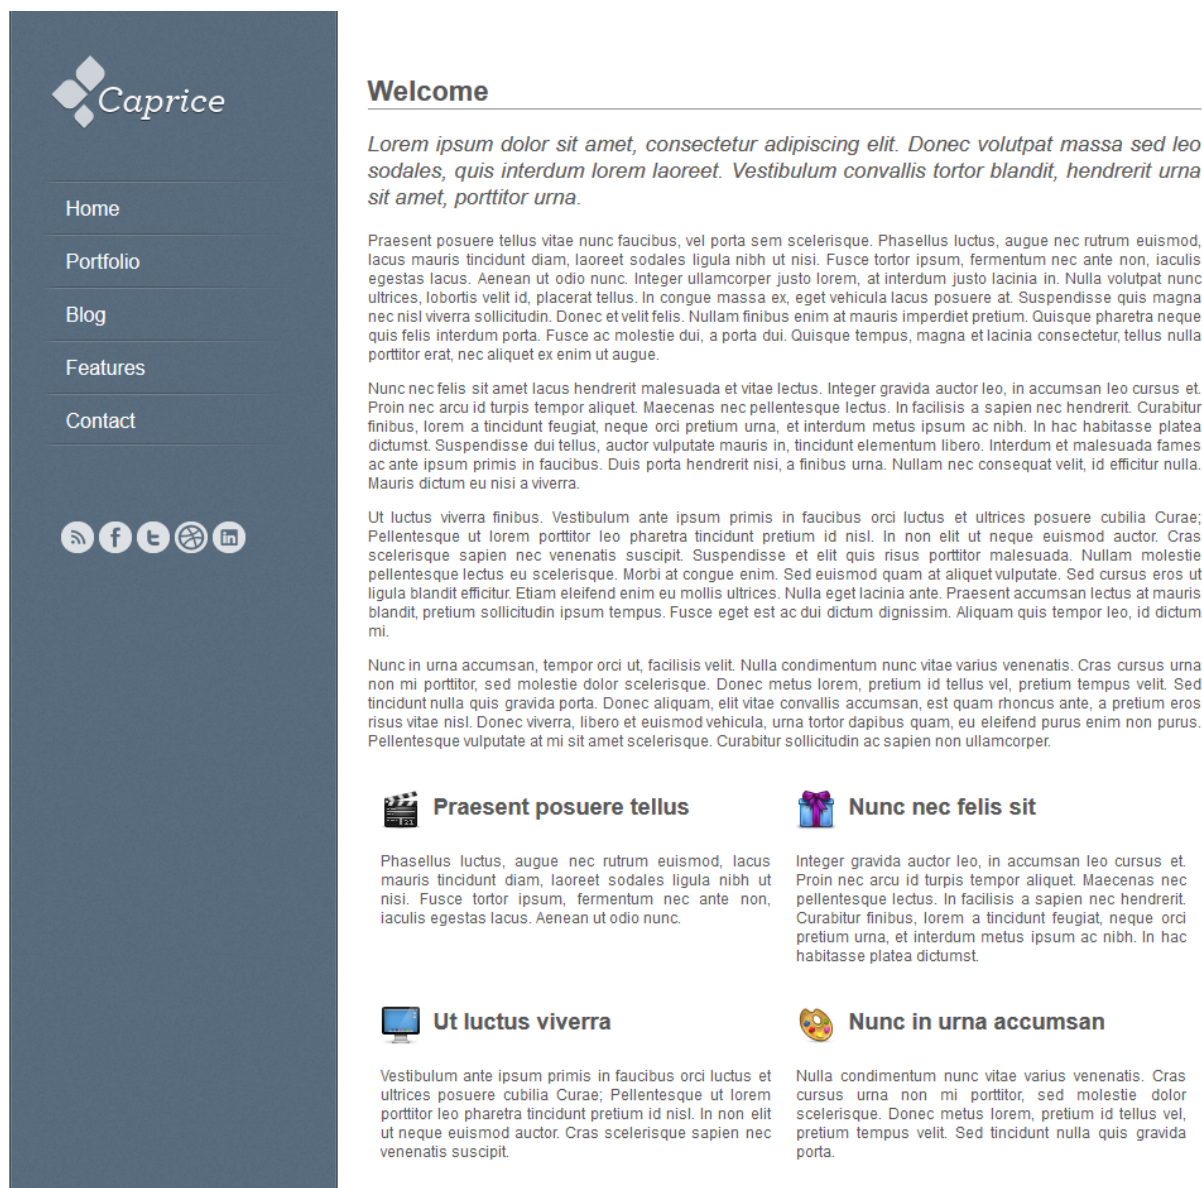 Caprice
Home
Portfolio
Blog
Features
Contact
Welcome
Lorem ipsum dolor sit amet, consectetur adipiscing elit. Donec volutpat massa sed leo
sodales, quis interdum lorem laoreet. Vestibulum convallis tortor blandit, hendrerit urna
sit amet, porttitor urna.
Praesent posuere tellus vitae nunc faucibus, vel porta sem scelerisque. Phasellus luctus, augue nec rutrum euismod,
lacus mauris tincidunt diam, laoreet sodales ligula nibh ut nisi. Fusce tortor ipsum, fermentum nec ante non, iaculis
egestas lacus. Aenean ut odio nunc. Integer ullamcorper justo lorem, at interdum justo lacinia in. Nulla volutpat nunc
ultrices, lobortis velit id, placerat tellus. In congue massa ex, eget vehicula lacus posuere at. Suspendisse quis magna
nec nisl viverra sollicitudin. Donec et velit felis. Nullam finibus enim at mauris imperdiet pretium. Quisque pharetra neque
quis felis interdum porta. Fusce ac molestie dui, a porta dui. Quisque tempus, magna et lacinia consectetur, tellus nulla
porttitor erat, nec aliquet ex enim ut augue.
Nunc nec felis sit amet lacus hendrerit malesuada et vitae lectus. Integer gravida auctor leo, in accumsan leo cursus et.
Proin nec arcu id turpis tempor aliquet. Maecenas nec pellentesque lectus. In facilisis a sapien nec hendrerit. Curabitur
finibus, lorem a tincidunt feugiat, neque orci pretium urna, et interdum metus ipsum ac nibh. In hac habitasse platea
dictumst. Suspendisse dui tellus, auctor vulputate mauris in, tincidunt elementum libero. Interdum et malesuada fames
ac ante ipsum primis in faucibus. Duis porta hendrerit nisi, a finibus urna. Nullam nec consequat velit, id efficitur nulla.
Mauris dictum eu nisi a viverra.
Ut luctus viverra finibus. Vestibulum ante ipsum primis in faucibus orci luctus et ultrices posuere cubilia Curae;
Pellentesque ut lorem porttitor leo pharetra tincidunt pretium id nisl. In non elit ut neque euismod auctor. Cras
scelerisque sapien nec venenatis suscipit. Suspendisse et elit quis risus porttitor malesuada. Nullam molestie
pellentesque lectus eu scelerisque. Morbi at congue enim. Sed euismod quam at aliquet vulputate. Sed cursus eros ut
ligula blandit efficitur. Etiam eleifend enim eu mollis ultrices. Nulla eget lacinia ante. Praesent accumsan lectus at mauris
blandit, pretium sollicitudin ipsum tempus. Fusce eget est ac dui dictum dignissim. Aliquam quis tempor leo, id dictum
mi.
Nunc in urna accumsan, tempor orci ut, facilisis velit. Nulla condimentum nunc vitae varius venenatis. Cras cursus urna
non mi porttitor, sed molestie dolor scelerisque. Donec metus lorem, pretium id tellus vel, pretium tempus velit. Sed
tincidunt nulla quis gravida porta. Donec aliquam, elit vitae convallis accumsan, est quam rhoncus ante, a pretium eros
risus vitae nisl. Donec viverra, libero et euismod vehicula, urna tortor dapibus quam, eu eleifend purus enim non purus.
Pellentesque vulputate at mi sit amet scelerisque. Curabitur sollicitudin ac sapien non ullamcorper.
Praesent posuere tellus
Phasellus luctus, augue nec rutrum euismod, lacus
mauris tincidunt diam, laoreet sodales ligula nibh ut
nisi. Fusce tortor ipsum, fermentum nec ante non,
iaculis egestas lacus. Aenean ut odio nunc.
Nunc nec felis sit
Integer gravida auctor leo, in accumsan leo cursus et.
Proin nec arcu id turpis tempor aliquet. Maecenas nec
pellentesque lectus. In facilisis a sapien nec hendrerit.
Curabitur finibus, lorem a tincidunt feugiat, neque orci
pretium urna, et interdum metus ipsum ac nibh. In hac
habitasse platea dictumst.
Ut luctus viverra
Vestibulum ante ipsum primis in faucibus orci luctus et
ultrices posuere cubilia Curae; Pellentesque ut lorem
porttitor leo pharetra tincidunt pretium id nisl. In non elit
ut neque euismod auctor. Cras scelerisque sapien nec
venenatis suscipit.
Nunc in urna accumsan
Nulla condimentum nunc vitae varius venenatis. Cras
cursus urna non mi porttitor, sed molestie dolor
scelerisque. Donec metus lorem, pretium id tellus vel,
pretium tempus velit. Sed tincidunt nulla quis gravida
porta.